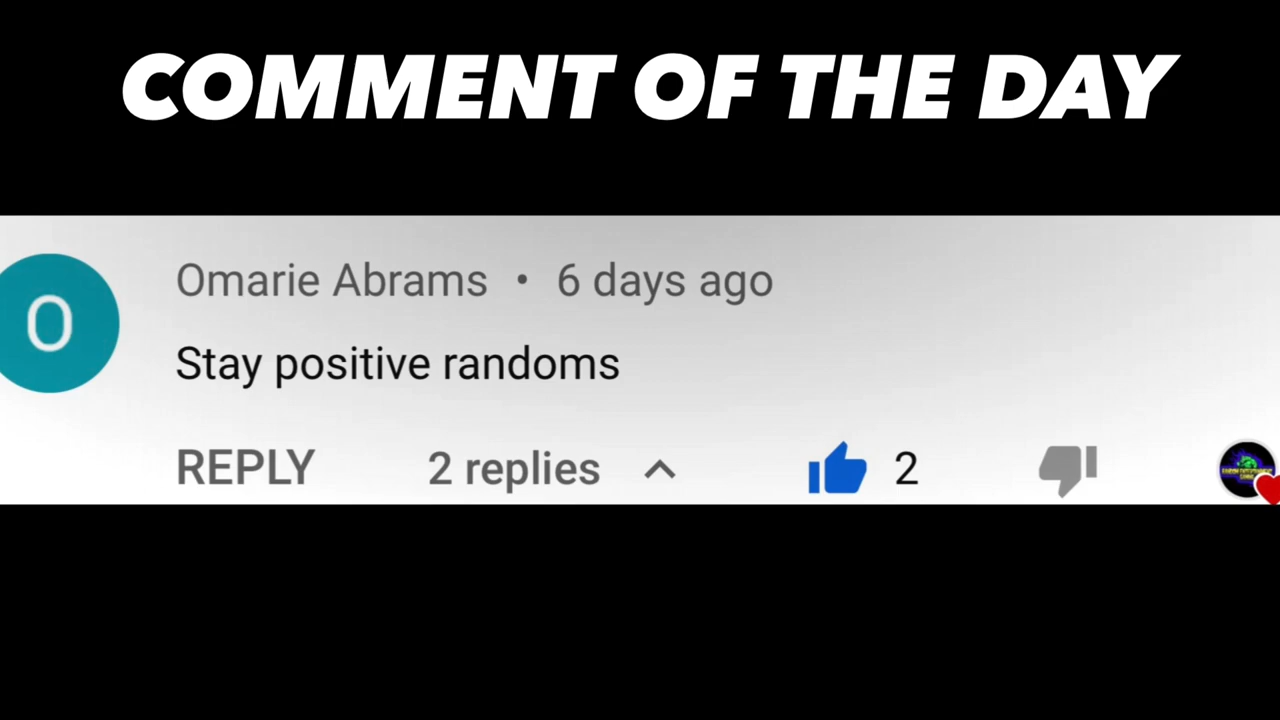 COMMENT OF THE DAY
O
Omarie Abrams • 6 days ago
Stay positive randoms
REPLY 2 replies 2